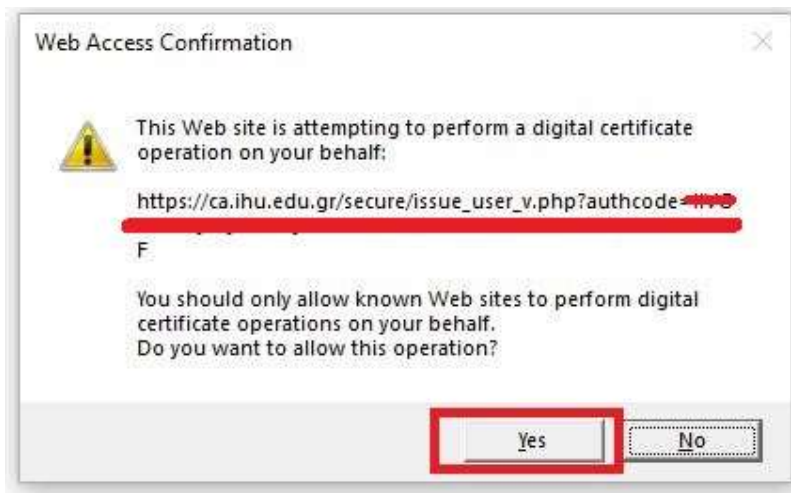 Web Access Confirmation
This Web site is attempting to perform a digital certificate
operation on your behalf:
https://ca.ihu.edu.gr/secure/issue_user_v.php?authcode=
F
You should only allow known Web sites to perform digital
certificate operations on your behalf.
Do you want to allow this operation?
Yes
No